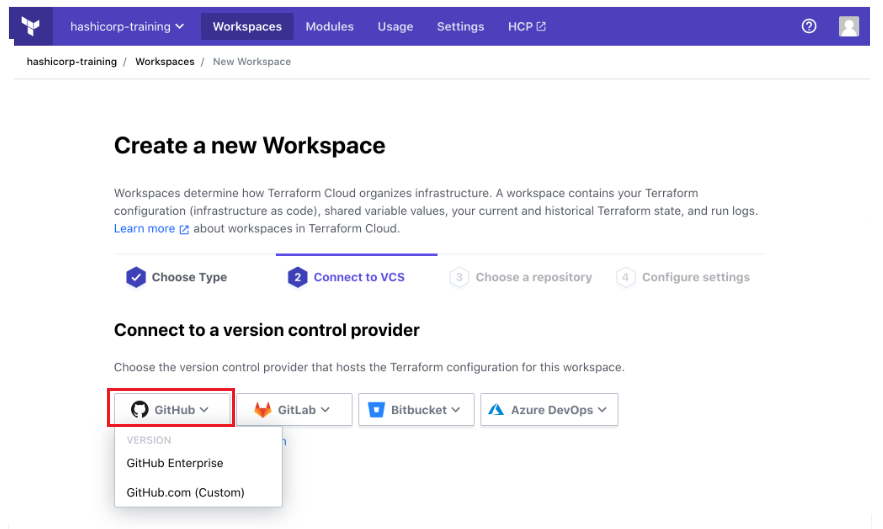 hashicorp-training Workspaces Modules Usage Settings HCP
hashicorp-training / Workspaces / New Workspace
Create a new Workspace
Workspaces determine how Terraform Cloud organizes infrastructure. A workspace contains your Terraform
configuration (infrastructure as code), shared variable values, your current and historical Terraform state, and run logs.
Learn more about workspaces in Terraform Cloud.
Choose Type 2 Connect to VCS 3 Choose a repository 4 Configure settings
Connect to a version control provider
Choose the version control provider that hosts the Terraform configuration for this workspace.
GitHub GitLab Bitbucket Azure DevOps
VERSION
GitHub Enterprise
GitHub.com (Custom)